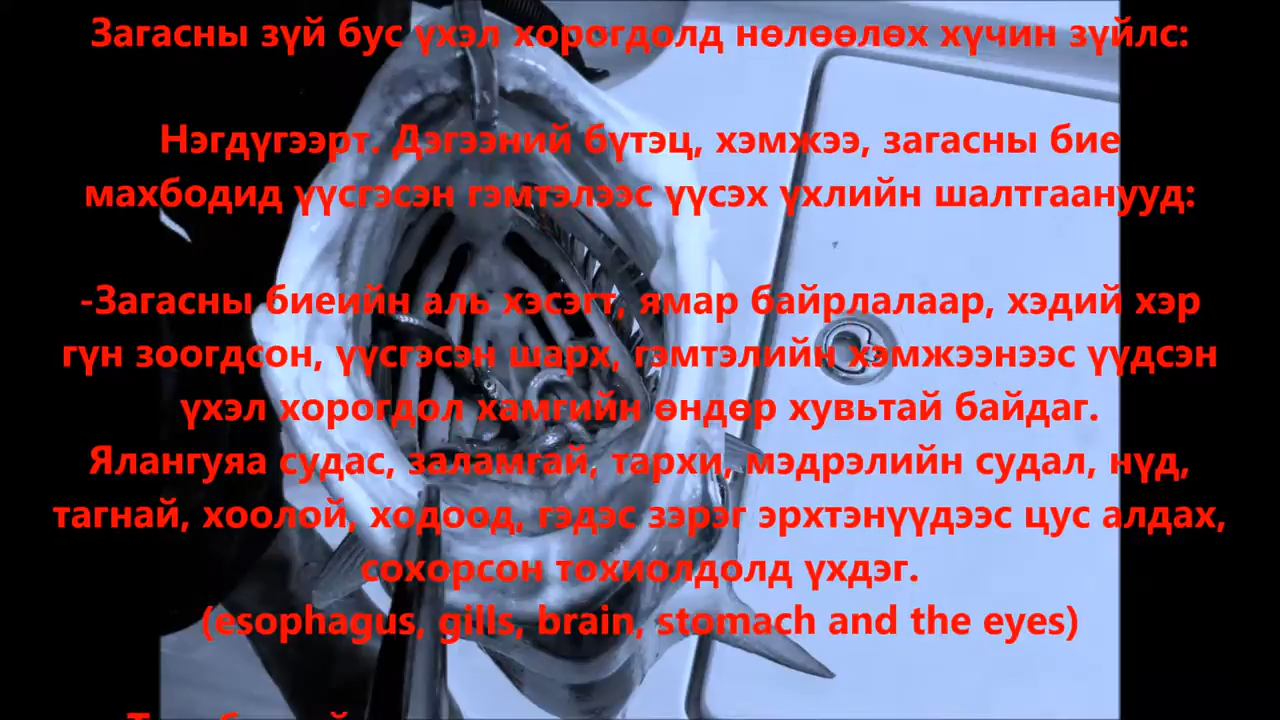 Загасны зүй бус үхэл хорогдолд нөлөөлөх хүчин зүйлс:
Нэгдүгээрт. Дэгээний бүтэц, хэмжээ, загасны бие
махбодид үүсгэсэн гэмтэлээс үүсэх үхлийн шалтгаанууд:
-Загасны биеийн аль хэсэгт, ямар байрлалаар, хэдий хэр
гүн зоогдсон, үүсгэсэн шарх, гэмтэлийн хэмжээнээс үүдсэн
үхэл хорогдол хамгийн өндөр хувьтай байдаг.
Ялангуяа судас, заламгай, тархи, мэдрэлийн судал, нүд,
тагнай, хоолой, ходоод, гэдэс зэрэг эрхтэнүүдээс цус алдах,
сохорсон тохиолдолд үхдэг.
(esophagus, gills, brain, stomach and the eyes)